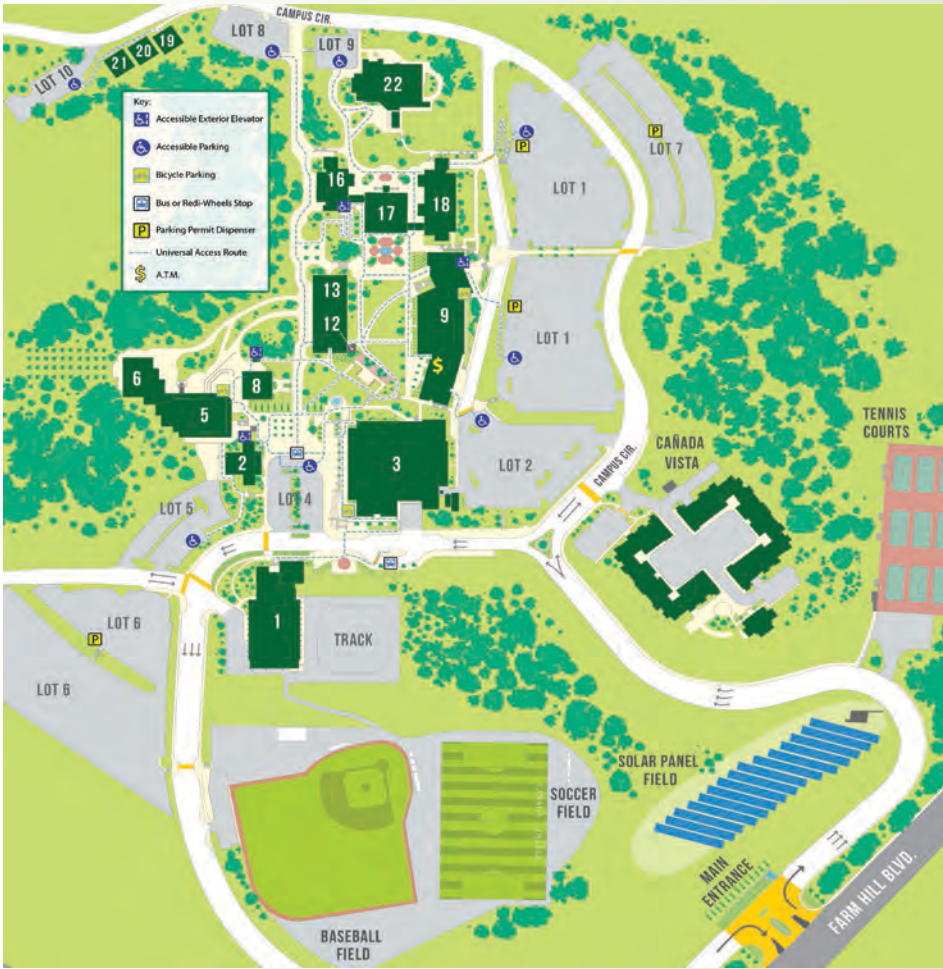 CAMPUS CIR.
LOT 8
LOT 9
LOT 10
21
20
19
22
Key:
Accessible Exterior Elevator
Accessible Parking
Bicycle Parking
Bus or Redi-Wheels Stop
P
Parking Permit Dispenser
Universal Access Route
$
A.T.M.
P
LOT 1
P
LOT 7
16
17
18
13
12
9
$
P
LOT 1
6
5
8
2
3
LOT 2
LOT 4
LOT 5
CAMPUS CIR.
CAÑADA
VISTA
TENNIS
COURTS
1
TRACK
LOT 6
P
LOT 6
SOLAR PANEL
FIELD
SOCCER
FIELD
BASEBALL
FIELD
MAIN
ENTRANCE
FARM HILL BLVD.